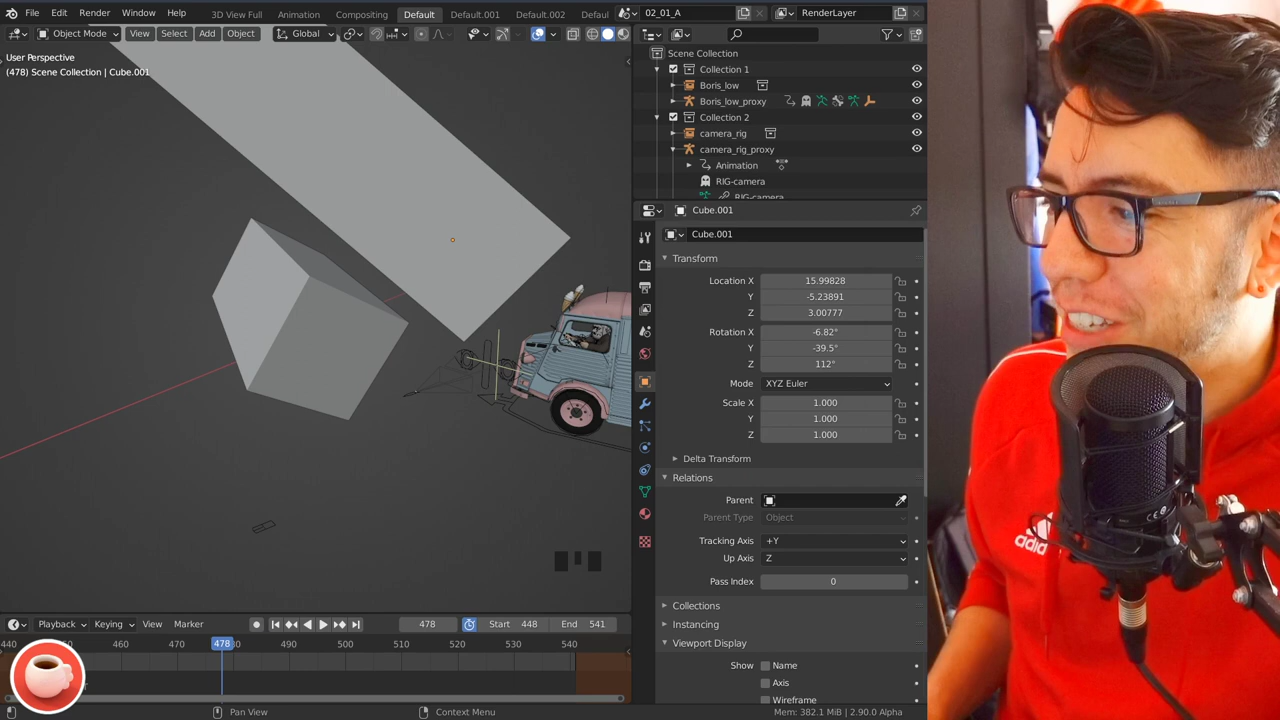 File Edit Render Window Help 3D View Full Animation Compositing Default Default.001 Default.002 Defaul 02_01_A RenderLayer
Object Mode View Select Add Object Global
User Perspective
(478) Scene Collection | Cube.001
Scene Collection
Collection 1
Boris_low
Boris_low_proxy
Collection 2
camera_rig
camera_rig_proxy
Animation
RIG-camera
RIG-camera
Cube.001
Cube.001
Transform
Location X 15.99828
Y -5.23891
Z 3.00777
Rotation X -6.82°
Y -39.5°
Z 112°
Mode XYZ Euler
Scale X 1.000
Y 1.000
Z 1.000
Delta Transform
Relations
Parent
Parent Type Object
Tracking Axis +Y
Up Axis Z
Pass Index 0
Collections
Instancing
Viewport Display
Show Name
Axis
Wireframe
Playback Keying View Marker 478 Start 448 End 541
440 460 470 478 490 500 510 520 530 540
Pan View Context Menu Mem: 382.1 MiB | 2.90.0 Alpha
adid